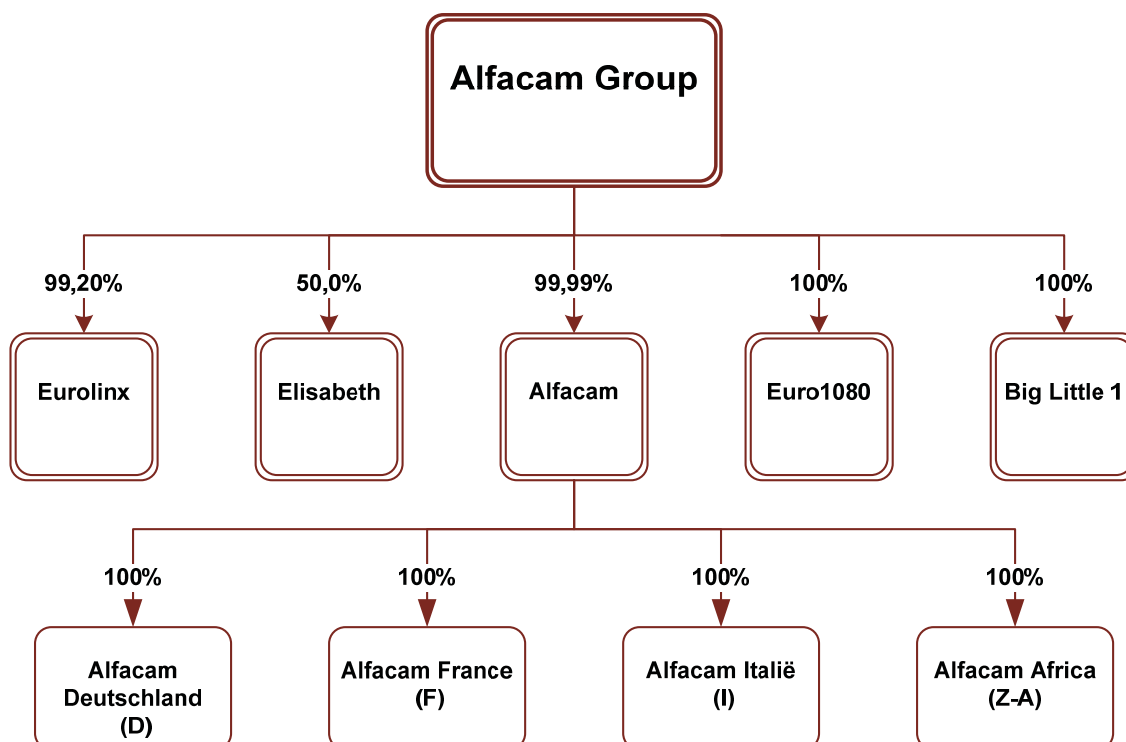 Alfacam Group
99,20%
50,0%
99,99%
100%
100%
Eurolinx
Elisabeth
Alfacam
Euro1080
Big Little 1
100%
100%
100%
100%
Alfacam
Deutschland
(D)
Alfacam France
(F)
Alfacam Italië
(I)
Alfacam Africa
(Z-A)